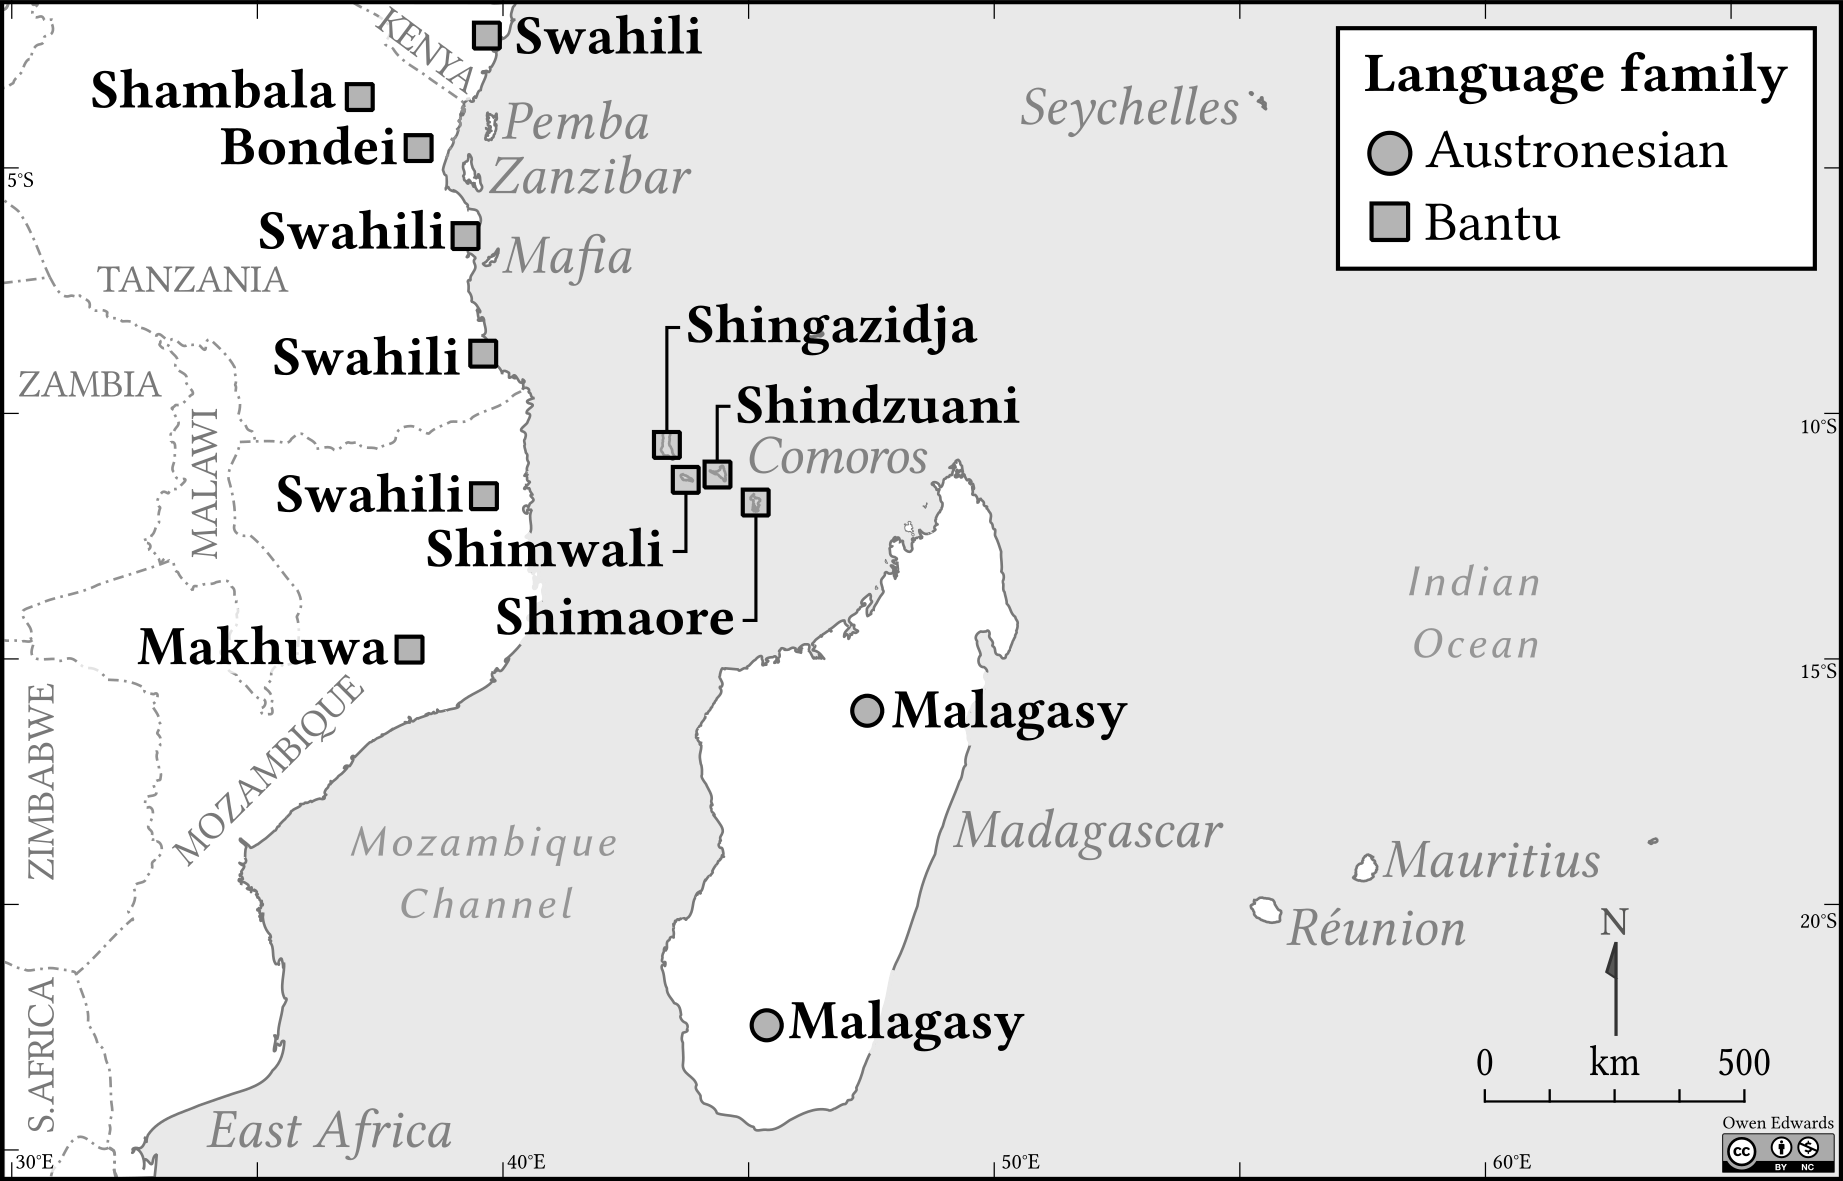 KENYA
Swahili
Shambala
Pemba
Bondei
Zanzibar
Seychelles
Language family
Austronesian
Bantu
5°S
Swahili
Mafia
TANZANIA
Shingazidja
Swahili
ZAMBIA
Shindzuani
Comoros
10°S
MALAWI
Swahili
Shimwali
Shimaore
Indian
Ocean
Makhuwa
15°S
ZIMBABWE
MOZAMBIQUE
Malagasy
Mozambique
Channel
Madagascar
Mauritius
Réunion
20°S
N
S.AFRICA
Malagasy
0 km 500
East Africa
Owen Edwards
cc
BY NC
30°E
40°E
50°E
60°E